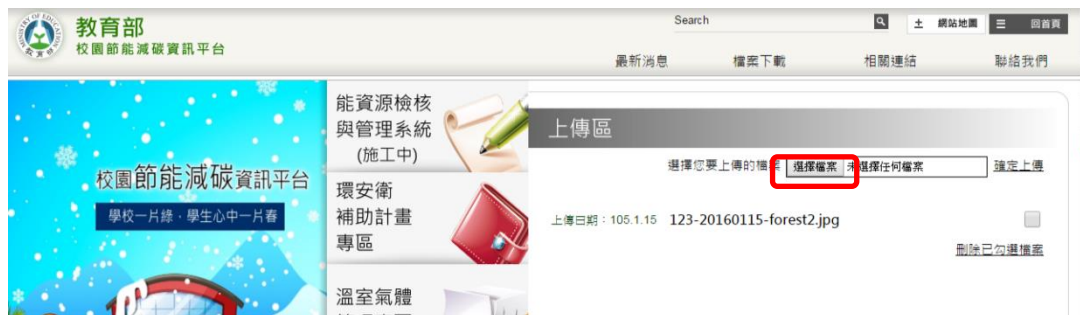 教育部
校園節能減碳資訊平台
Search
網站地圖
回首頁
最新消息 檔案下載 相關連結 聯絡我們
校園節能減碳資訊平台
學校一片綠・學生心中一片春
能資源檢核
與管理系統
(施工中)
環安衛
補助計畫
專區
溫室氣體
上傳區
選擇您要上傳的檔案 選擇檔案 未選擇任何檔案 確定上傳
上傳日期：105.1.15 123-20160115-forest2.jpg
刪除已勾選檔案